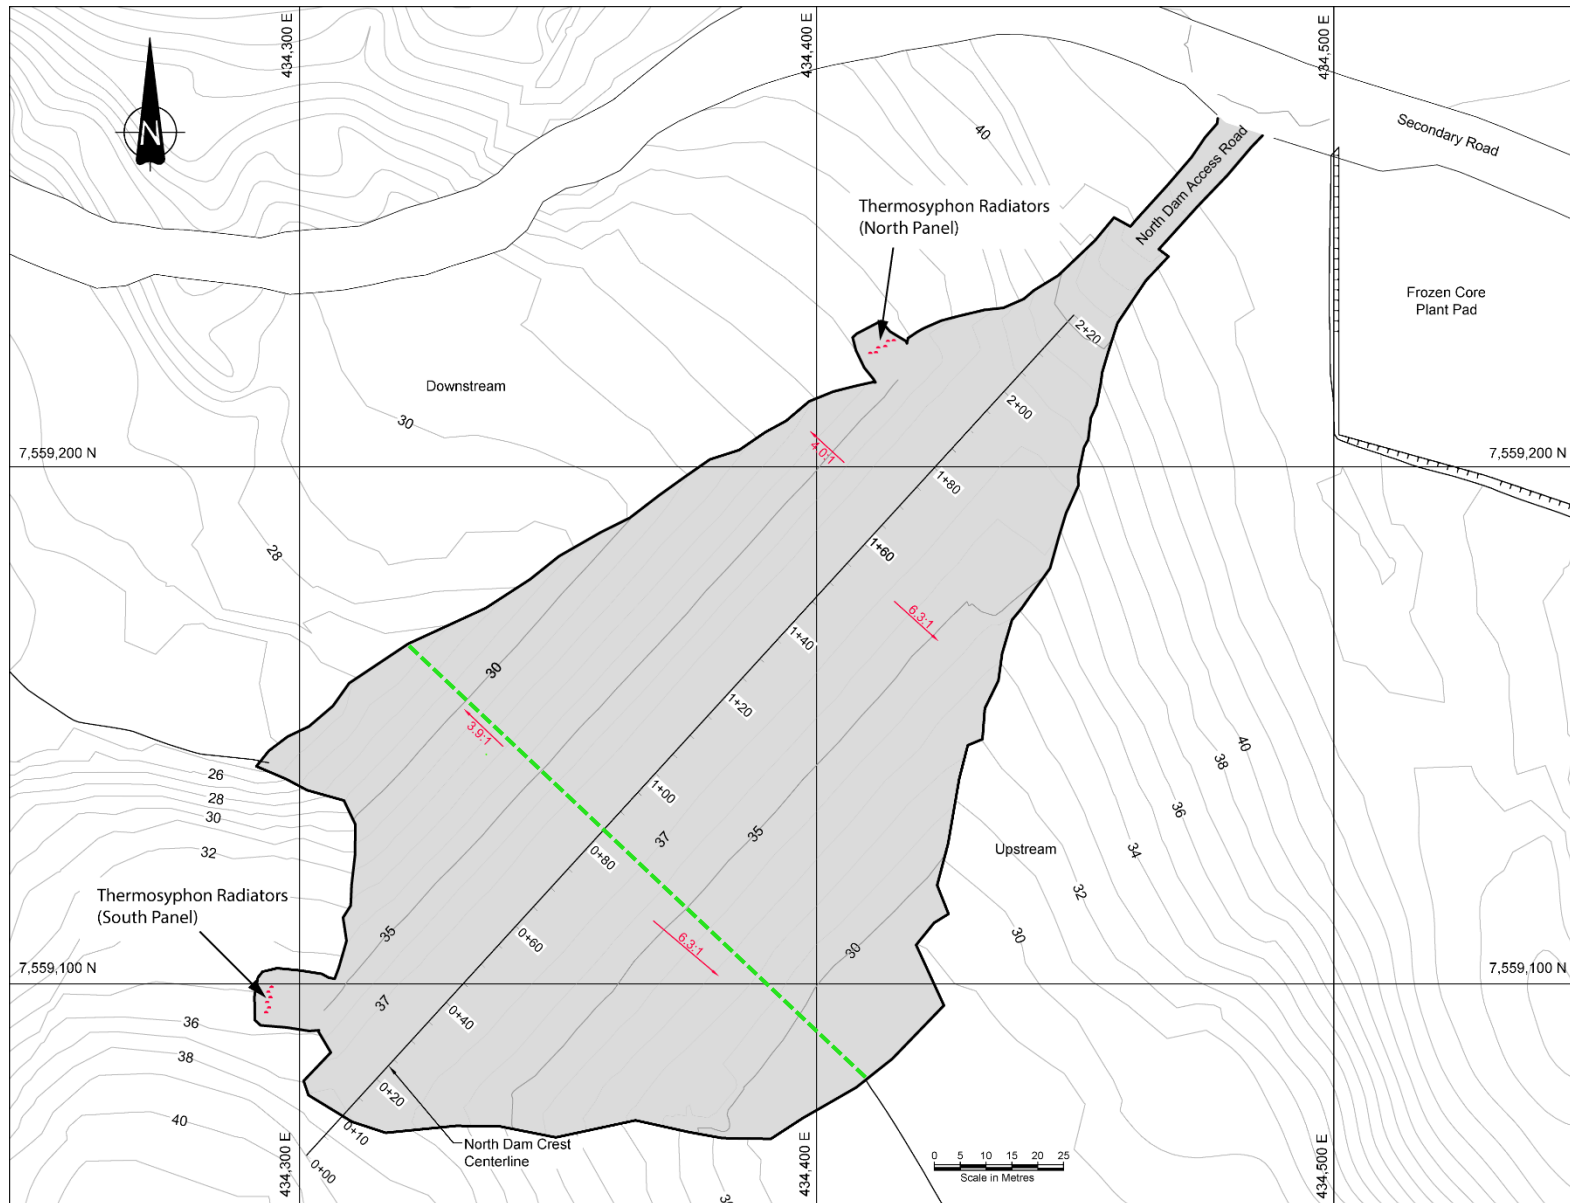 434,300 E
434,400 E
434,500 E
N
40
Secondary Road
North Dam Access Road
Thermosyphon Radiators
(North Panel)
Frozen Core
Plant Pad
2+20
Downstream
30
2+00
4.0:1
7,559,200 N
7,559,200 N
1+80
28
1+60
6.3:1
1+40
30
1+20
3.9:1
40
38
26
28
30
32
1+00
36
37
35
0+80
34
Upstream
32
Thermosyphon Radiators
(South Panel)
35
0+60
6.3:1
30
30
7,559,100 N
7,559,100 N
37
0+40
36
38
40
0+20
0+10
North Dam Crest
Centerline
0+00
434,300 E
434,400 E
434,500 E
0 5 10 15 20 25
Scale in Metres